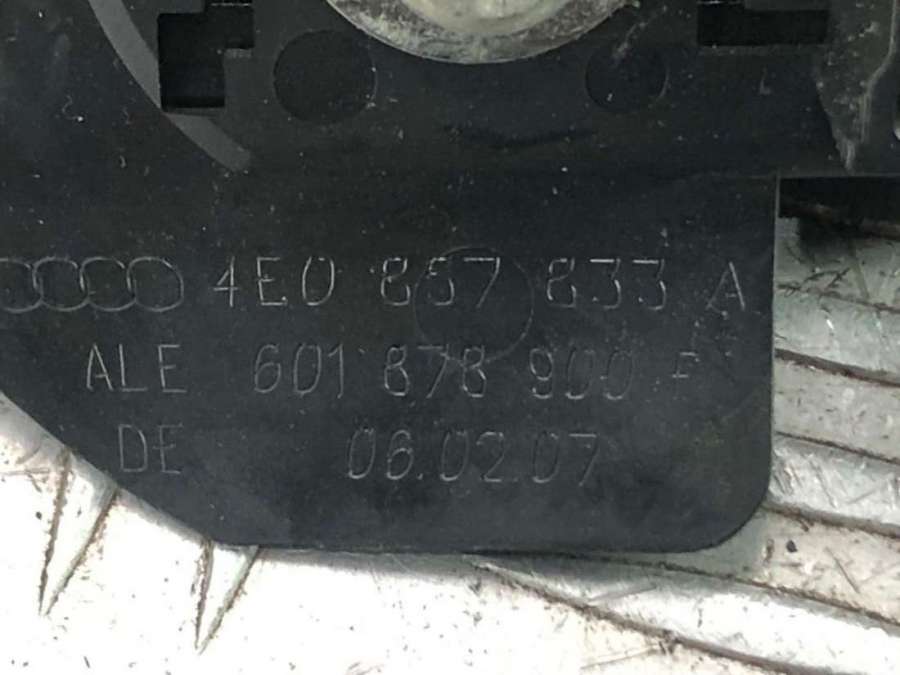 4E0 857 833 A
ALE 601 878 900 F
DE 06.02.07